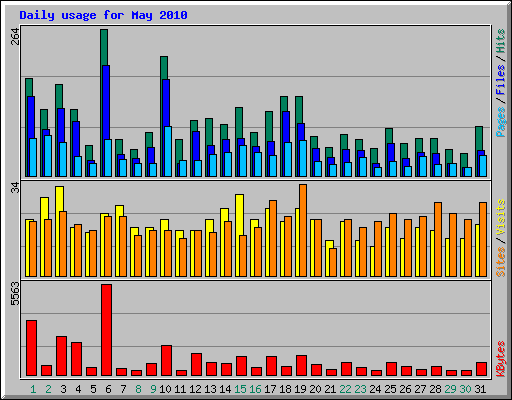 Daily usage for May 2010
264
Pages / Files / Hits
34
Sites / Visits
5563
KBytes
1 2 3 4 5 6 7 8 9 10 11 12 13 14 15 16 17 18 19 20 21 22 23 24 25 26 27 28 29 30 31